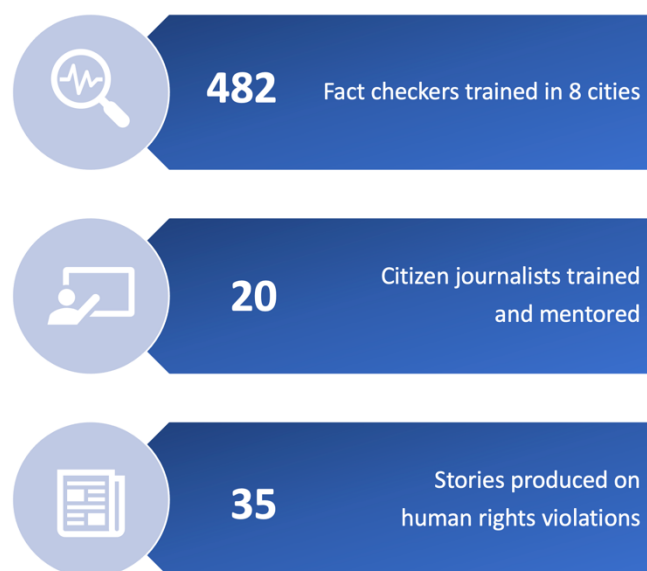 482
Fact checkers trained in 8 cities
20
Citizen journalists trained
and mentored
35
Stories produced on
human rights violations